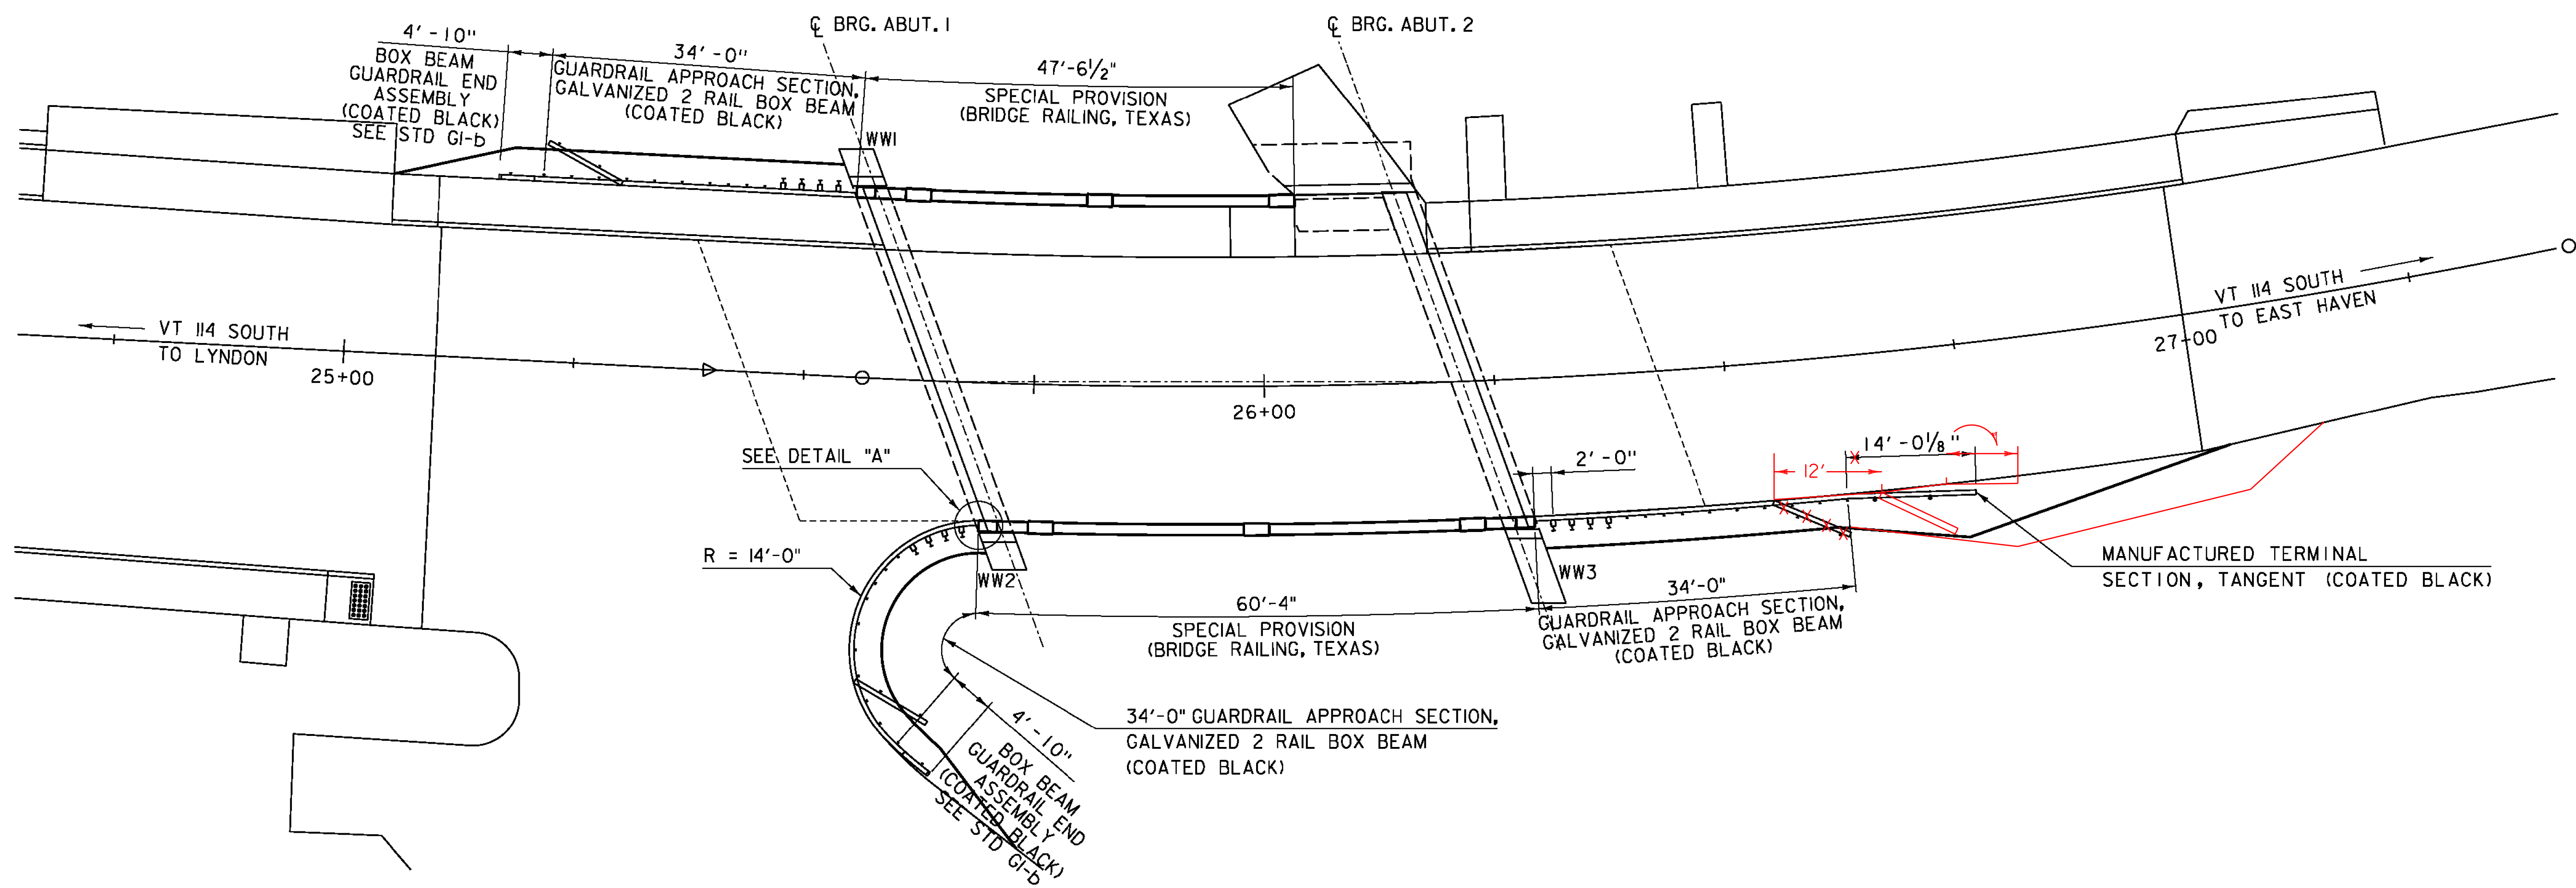 ℄ BRG. ABUT. 1
℄ BRG. ABUT. 2
4'-10"
BOX BEAM
GUARDRAIL END
ASSEMBLY
(COATED BLACK)
SEE STD G1-b
34'-0"
GUARDRAIL APPROACH SECTION,
GALVANIZED 2 RAIL BOX BEAM
(COATED BLACK)
47'-6½"
SPECIAL PROVISION
(BRIDGE RAILING, TEXAS)
WW1
VT 114 SOUTH
TO LYNDON
25+00
26+00
VT 114 SOUTH
TO EAST HAVEN
27+00
SEE DETAIL "A"
2'-0"
12'
14'-0⅛"
R = 14'-0"
WW2
WW3
MANUFACTURED TERMINAL
SECTION, TANGENT (COATED BLACK)
60'-4"
SPECIAL PROVISION
(BRIDGE RAILING, TEXAS)
34'-0"
GUARDRAIL APPROACH SECTION,
GALVANIZED 2 RAIL BOX BEAM
(COATED BLACK)
34'-0" GUARDRAIL APPROACH SECTION,
GALVANIZED 2 RAIL BOX BEAM
(COATED BLACK)
4'-10"
BOX BEAM
GUARDRAIL END
ASSEMBLY
(COATED BLACK)
SEE STD G1-b